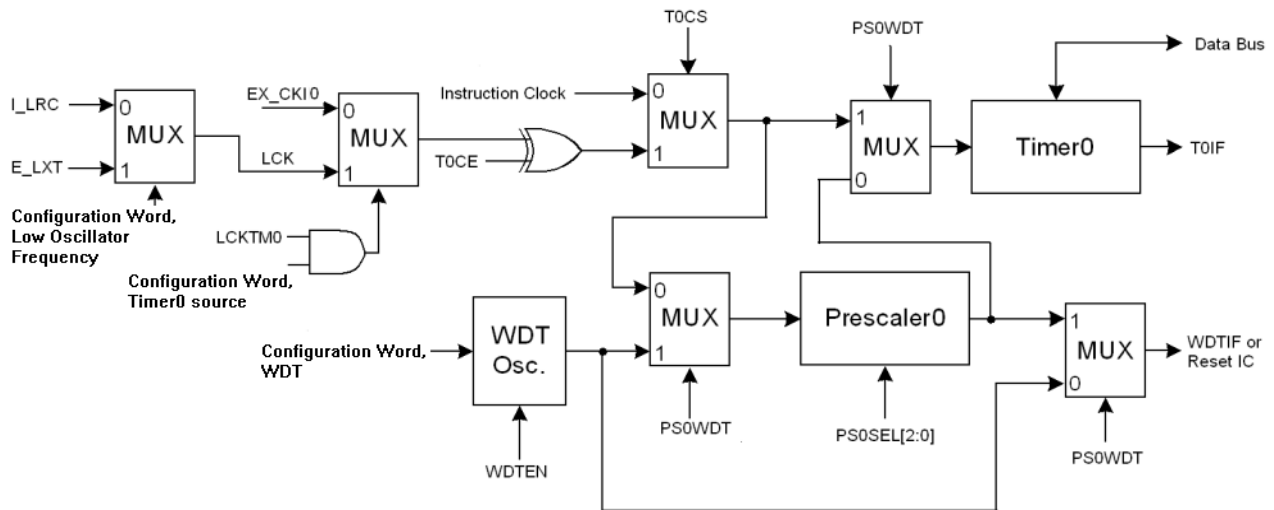 T0CS
PS0WDT
Data Bus
I_LRC
0
MUX
E_LXT
1
Configuration Word,
Low Oscillator
Frequency
EX_CKI0
0
MUX
LCK
1
LCKTM0
Configuration Word,
Timer0 source
T0CE
Instruction Clock
0
MUX
1
1
MUX
0
Timer0
T0IF
Configuration Word,
WDT
WDT
Osc.
WDTEN
0
MUX
1
PS0WDT
Prescaler0
PS0SEL[2:0]
1
MUX
0
PS0WDT
WDTIF or
Reset IC